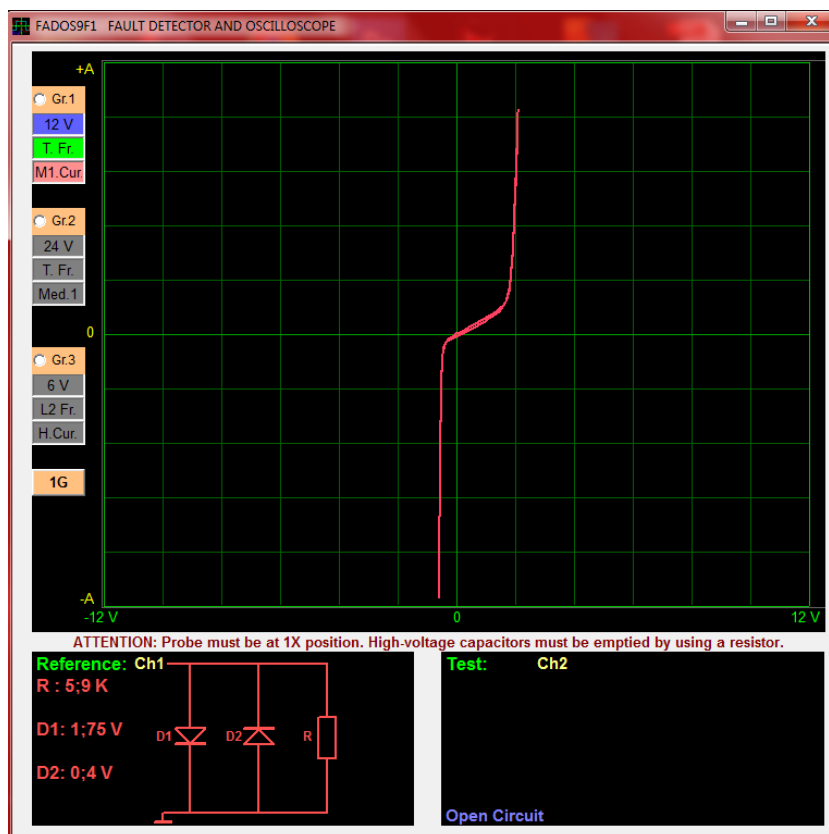 FADOS9F1 FAULT DETECTOR AND OSCILLOSCOPE
+A
Gr.1
12 V
T. Fr.
M1.Cur.
Gr.2
24 V
T. Fr.
Med.1
0
Gr.3
6 V
L2 Fr.
H.Cur.
1G
-A
-12 V 0 12 V
ATTENTION: Probe must be at 1X position. High-voltage capacitors must be emptied by using a resistor.
Reference: Ch1
R : 5;9 K
D1: 1;75 V
D2: 0;4 V
D1 D2 R
Test: Ch2
Open Circuit